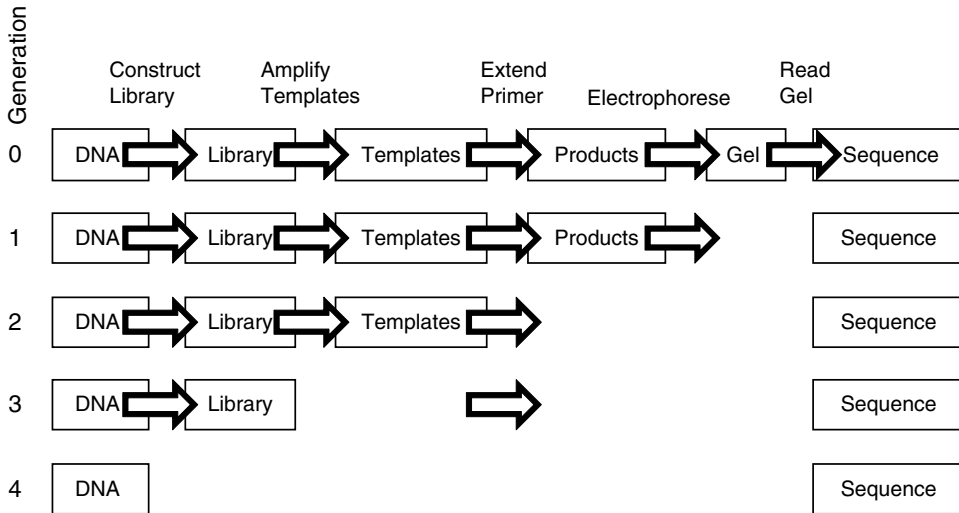 Generation
Construct Library
Amplify Templates
Extend Primer
Electrophorese
Read Gel
0 DNA Library Templates Products Gel Sequence
1 DNA Library Templates Products Sequence
2 DNA Library Templates Sequence
3 DNA Library Sequence
4 DNA Sequence